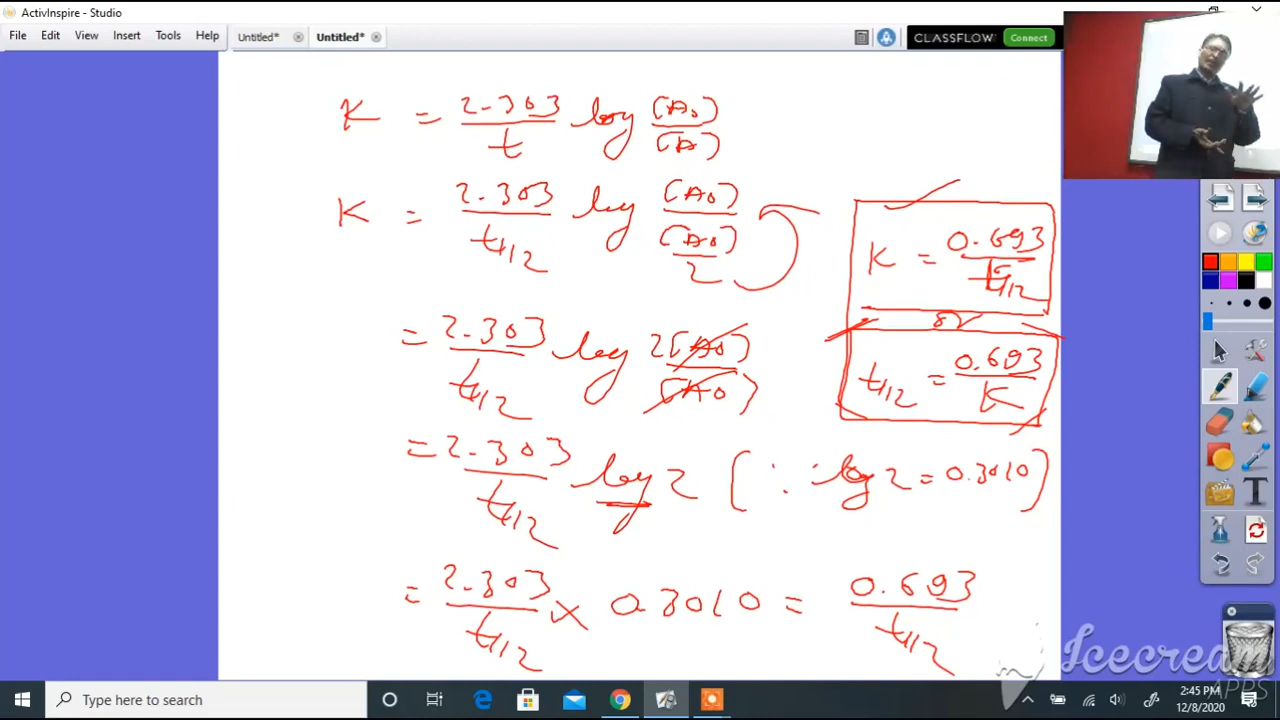 ActivInspire - Studio
File Edit View Insert Tools Help Untitled* Untitled* CLASSFLOW Connect
K = 2.303/t log [A₀]/[A]
K = 2.303/t₁/₂ log [A₀]/([A₀]/2)
= 2.303/t₁/₂ log 2[A₀]/[A₀]
= 2.303/t₁/₂ log 2 [∵ log 2 = 0.3010]
= 2.303/t₁/₂ × 0.3010 = 0.693/t₁/₂
K = 0.693/t₁/₂
or
t₁/₂ = 0.693/K
Icecream
APPS
Type here to search
2:45 PM
12/8/2020